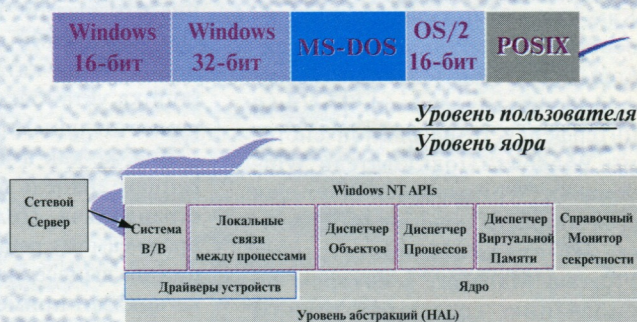 Windows
16-бит
Windows
32-бит
MS-DOS
OS/2
16-бит
POSIX
Уровень пользователя
Уровень ядра
Сетевой
Сервер
Windows NT APIs
Система
В/В
Локальные
связи
между процессами
Диспетчер
Объектов
Диспетчер
Процессов
Диспетчер
Виртуальной
Памяти
Справочный
Монитор
секретности
Драйверы устройств
Ядро
Уровень абстракций (HAL)